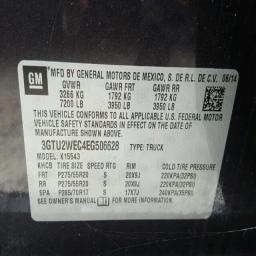 GM
MFD BY GENERAL MOTORS DE MEXICO, S. DE R.L. DE C.V. 06/14
GVWR GAWR FRT GAWR RR
3266 KG 1792 KG 1792 KG
7200 LB 3950 LB 3950 LB
THIS VEHICLE CONFORMS TO ALL APPLICABLE U.S. FEDERAL MOTOR
VEHICLE SAFETY STANDARDS IN EFFECT ON THE DATE OF
MANUFACTURE SHOWN ABOVE.
3GTU2WEC4EG506628 TYPE: TRUCK
MODEL: K15543
TIRE SIZE SPEED RTG RIM COLD TIRE PRESSURE
FRT P275/55R20 S 20X9J 220KPA(32PSI)
RR P275/55R20 S 20X9J 220KPA(32PSI)
SPA P265/70R17 S 17X7J 240KPA(35PSI)
SEE OWNER'S MANUAL FOR MORE INFORMATION.